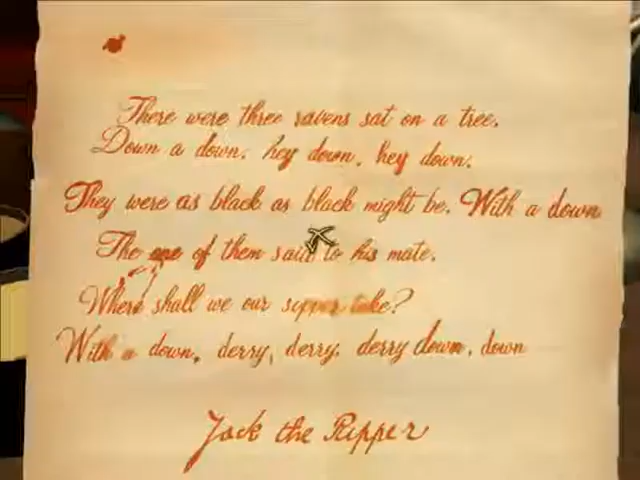 There were three ravens sat on a tree.
Down a down, hey down, hey down.
They were as black as black might be. With a down
The one of them said to his mate.
Where shall we our supper take?
With a down, derry, derry, derry down, down
Jack the Ripper